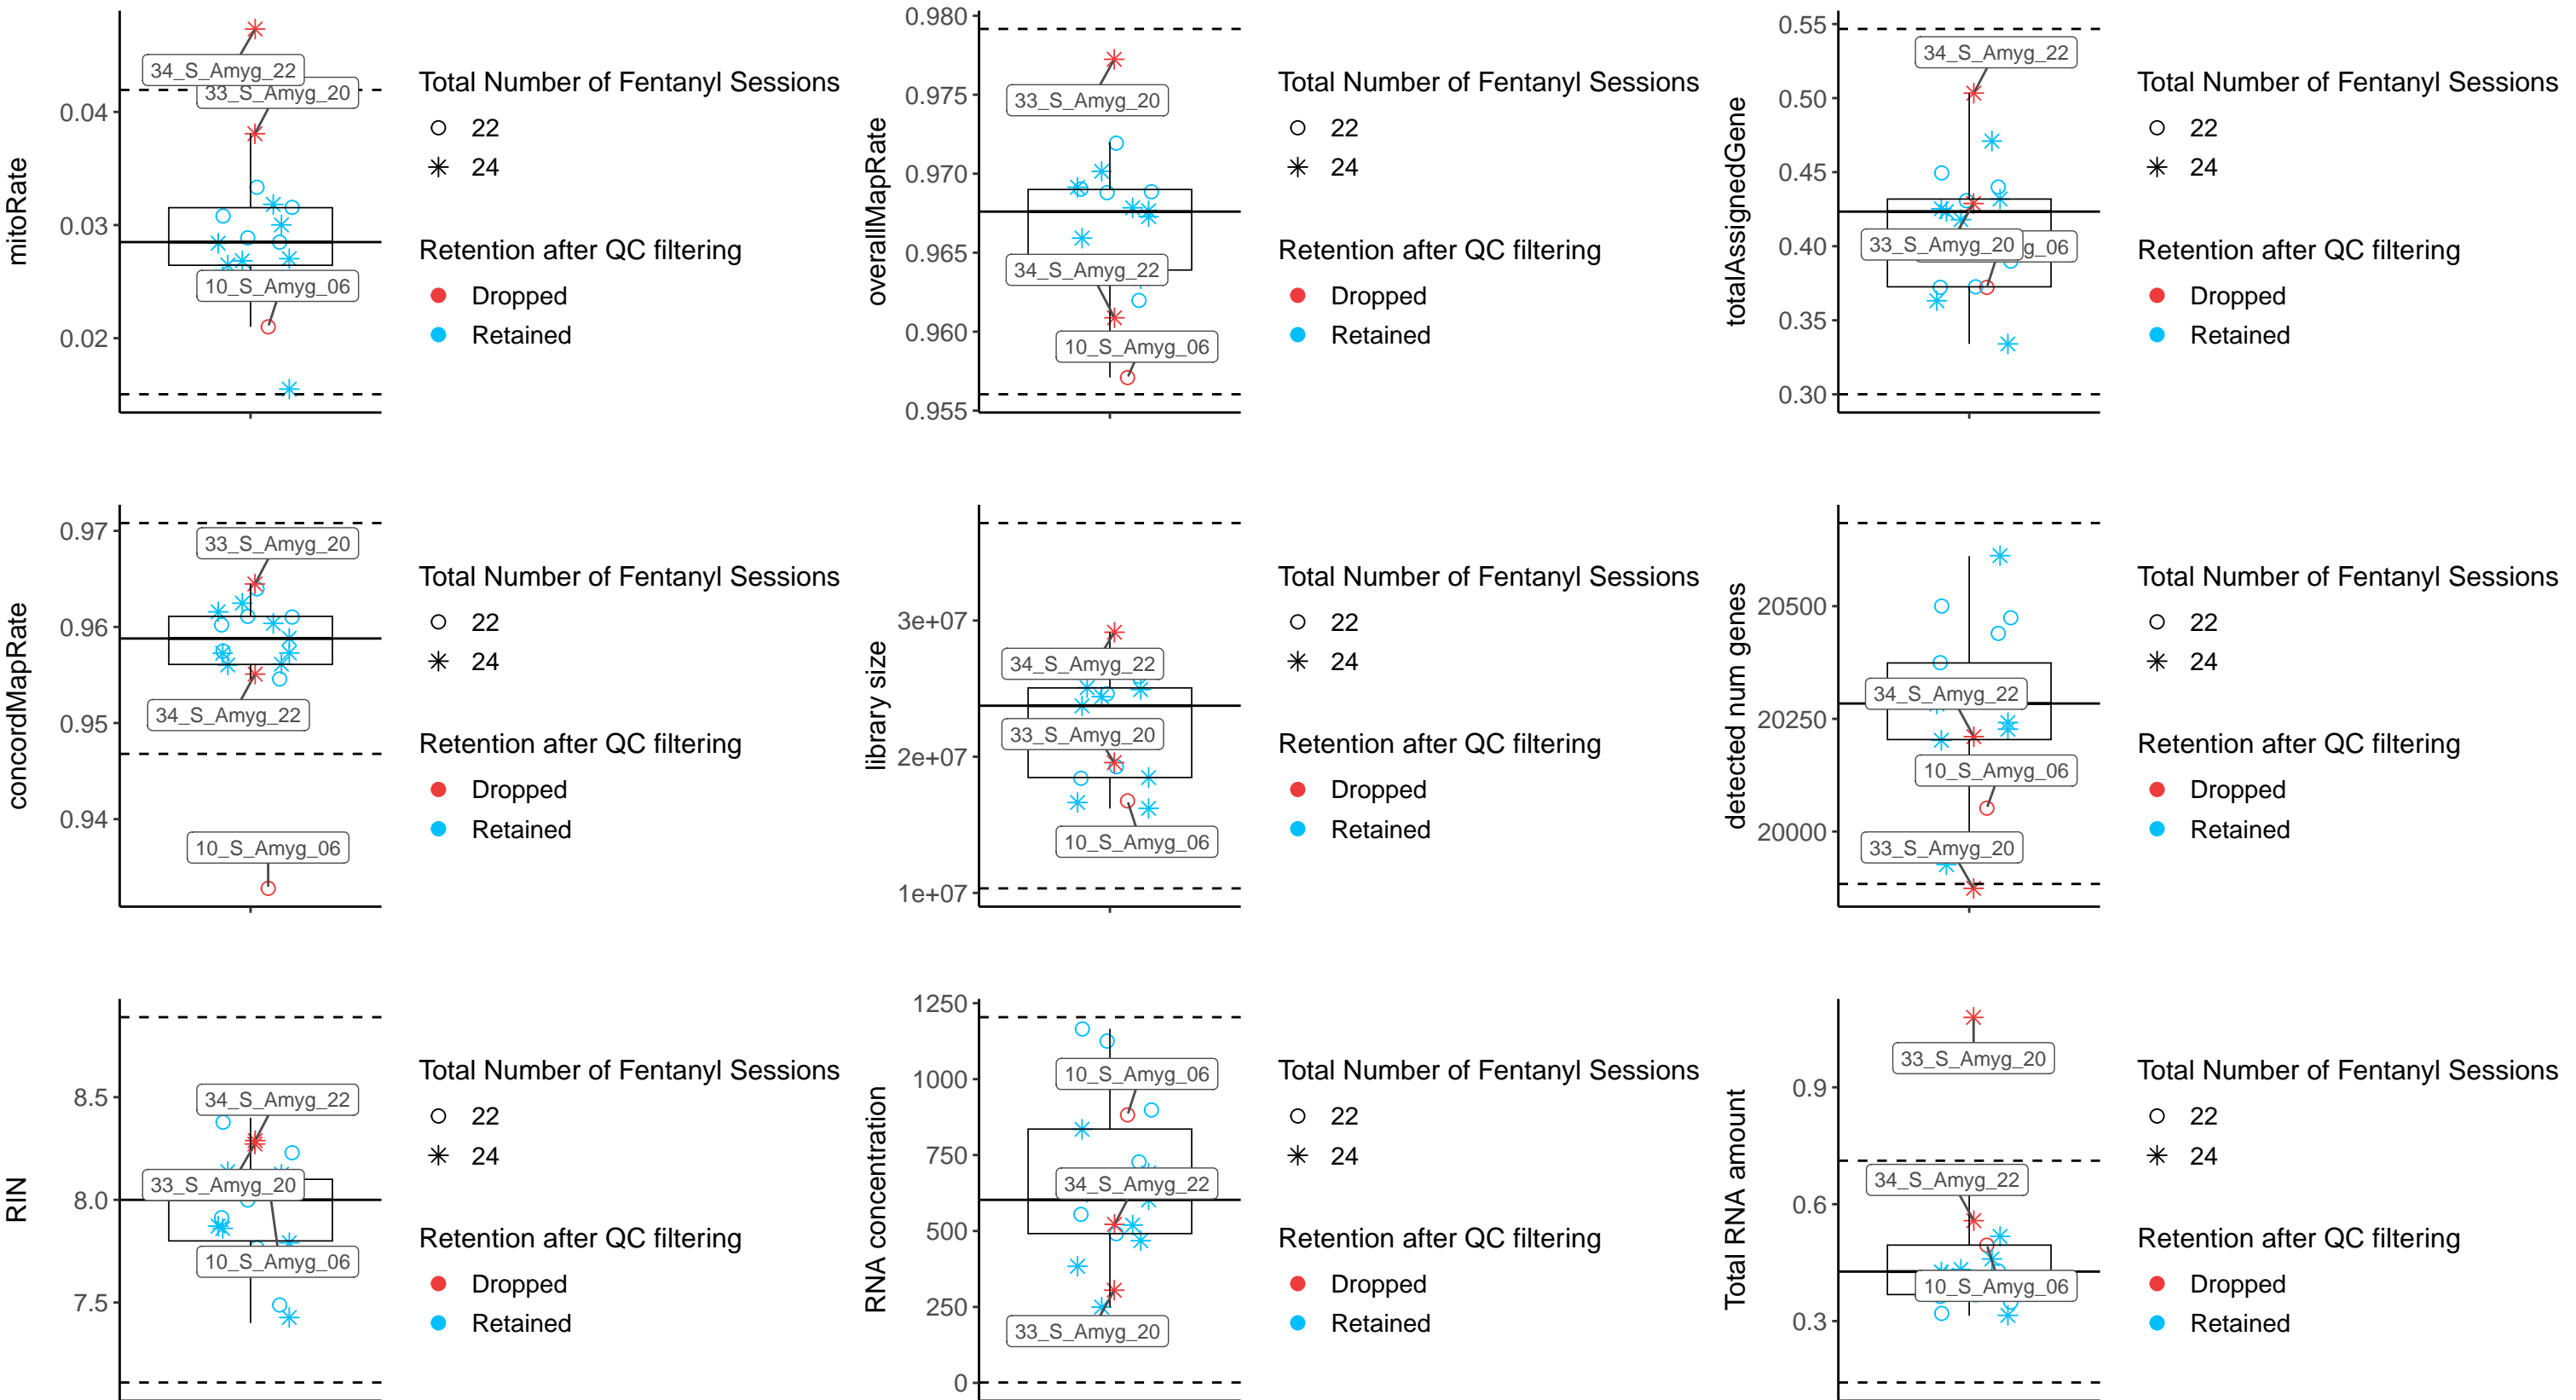 mitoRate
0.04
0.03
0.02
34_S_Amyg_22
33_S_Amyg_20
10_S_Amyg_06
Total Number of Fentanyl Sessions
22
24
Retention after QC filtering
Dropped
Retained
overallMapRate
0.980
0.975
0.970
0.965
0.960
0.955
33_S_Amyg_20
34_S_Amyg_22
10_S_Amyg_06
Total Number of Fentanyl Sessions
22
24
Retention after QC filtering
Dropped
Retained
totalAssignedGene
0.55
0.50
0.45
0.40
0.35
0.30
34_S_Amyg_22
33_S_Amyg_20
g_06
Total Number of Fentanyl Sessions
22
24
Retention after QC filtering
Dropped
Retained
concordMapRate
0.97
0.96
0.95
0.94
33_S_Amyg_20
34_S_Amyg_22
10_S_Amyg_06
Total Number of Fentanyl Sessions
22
24
Retention after QC filtering
Dropped
Retained
library size
3e+07
2e+07
1e+07
34_S_Amyg_22
33_S_Amyg_20
10_S_Amyg_06
Total Number of Fentanyl Sessions
22
24
Retention after QC filtering
Dropped
Retained
detected num genes
20500
20250
20000
34_S_Amyg_22
10_S_Amyg_06
33_S_Amyg_20
Total Number of Fentanyl Sessions
22
24
Retention after QC filtering
Dropped
Retained
RIN
8.5
8.0
7.5
34_S_Amyg_22
33_S_Amyg_20
10_S_Amyg_06
Total Number of Fentanyl Sessions
22
24
Retention after QC filtering
Dropped
Retained
RNA concentration
1250
1000
750
500
250
0
10_S_Amyg_06
34_S_Amyg_22
33_S_Amyg_20
Total Number of Fentanyl Sessions
22
24
Retention after QC filtering
Dropped
Retained
Total RNA amount
0.9
0.6
0.3
33_S_Amyg_20
34_S_Amyg_22
10_S_Amyg_06
Total Number of Fentanyl Sessions
22
24
Retention after QC filtering
Dropped
Retained